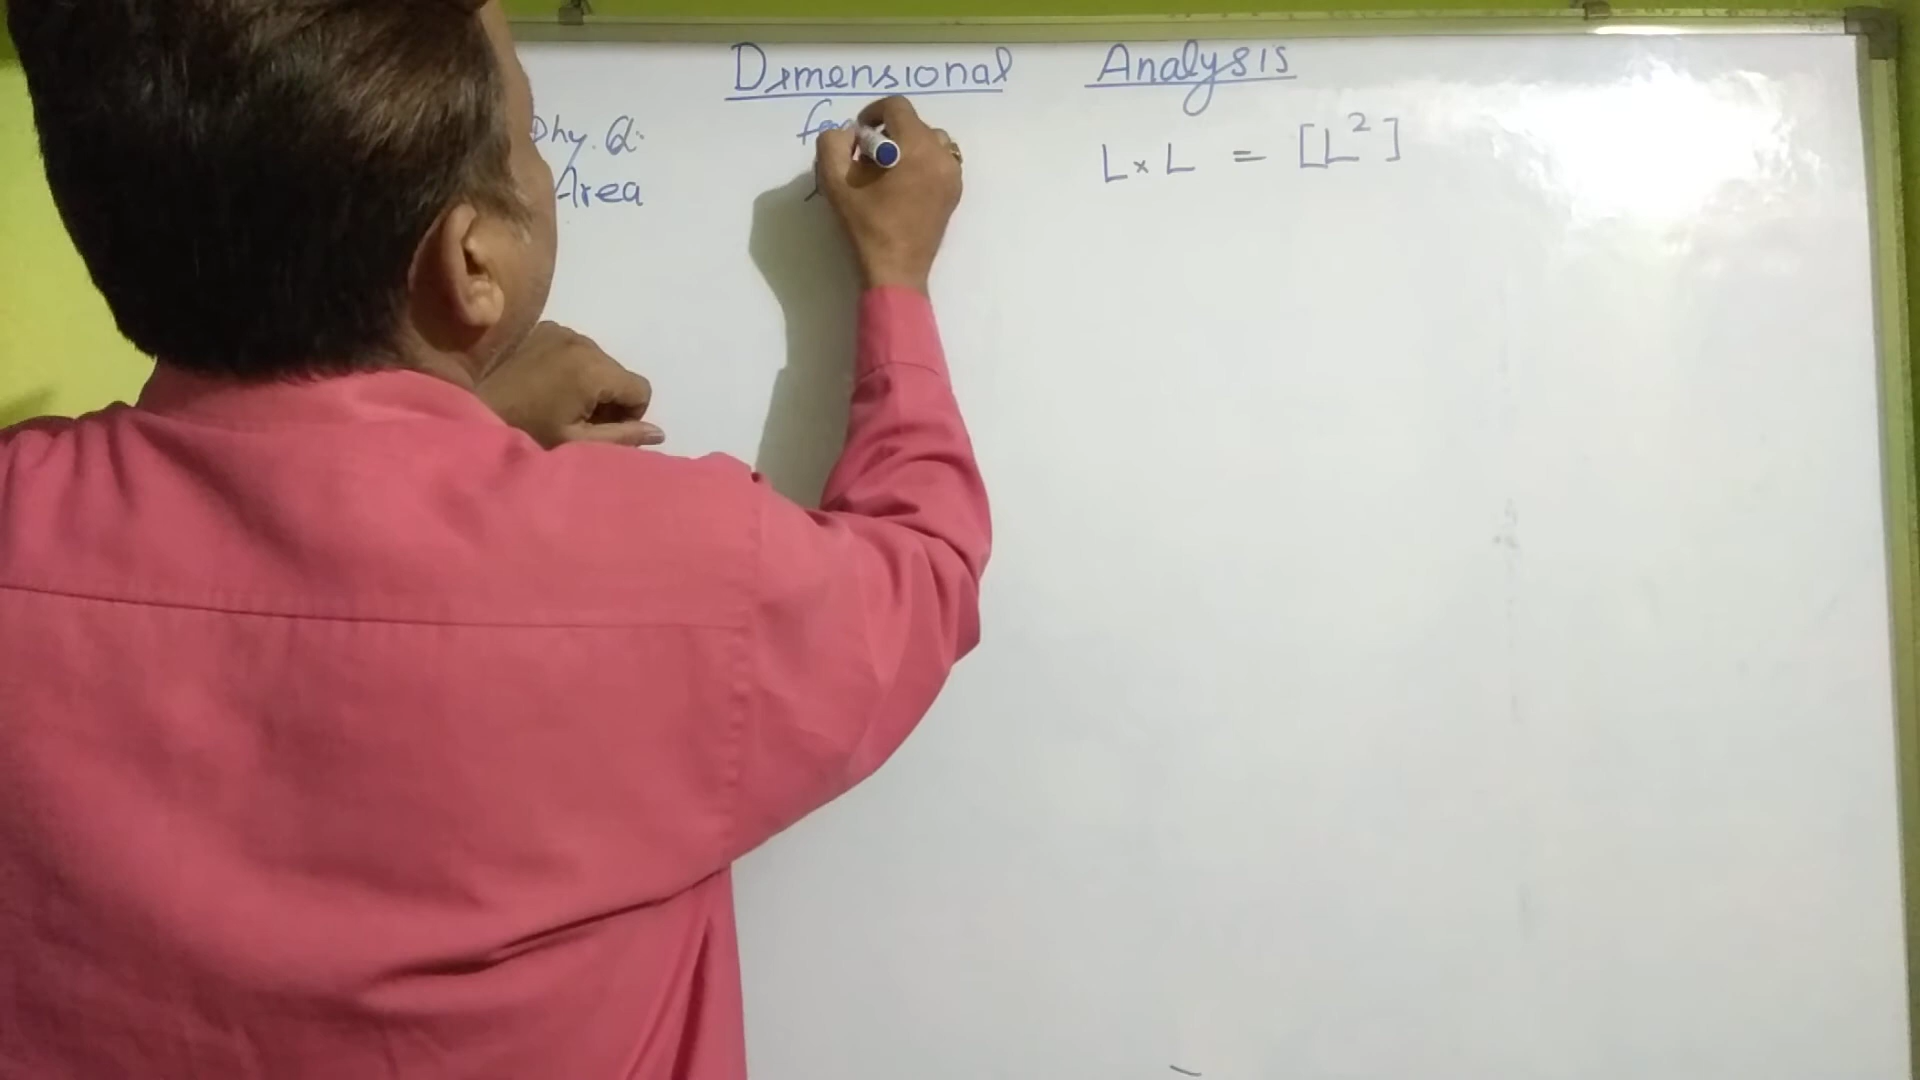 Dimensional Analysis
Phy. Q.
L × L = [L²]
Area